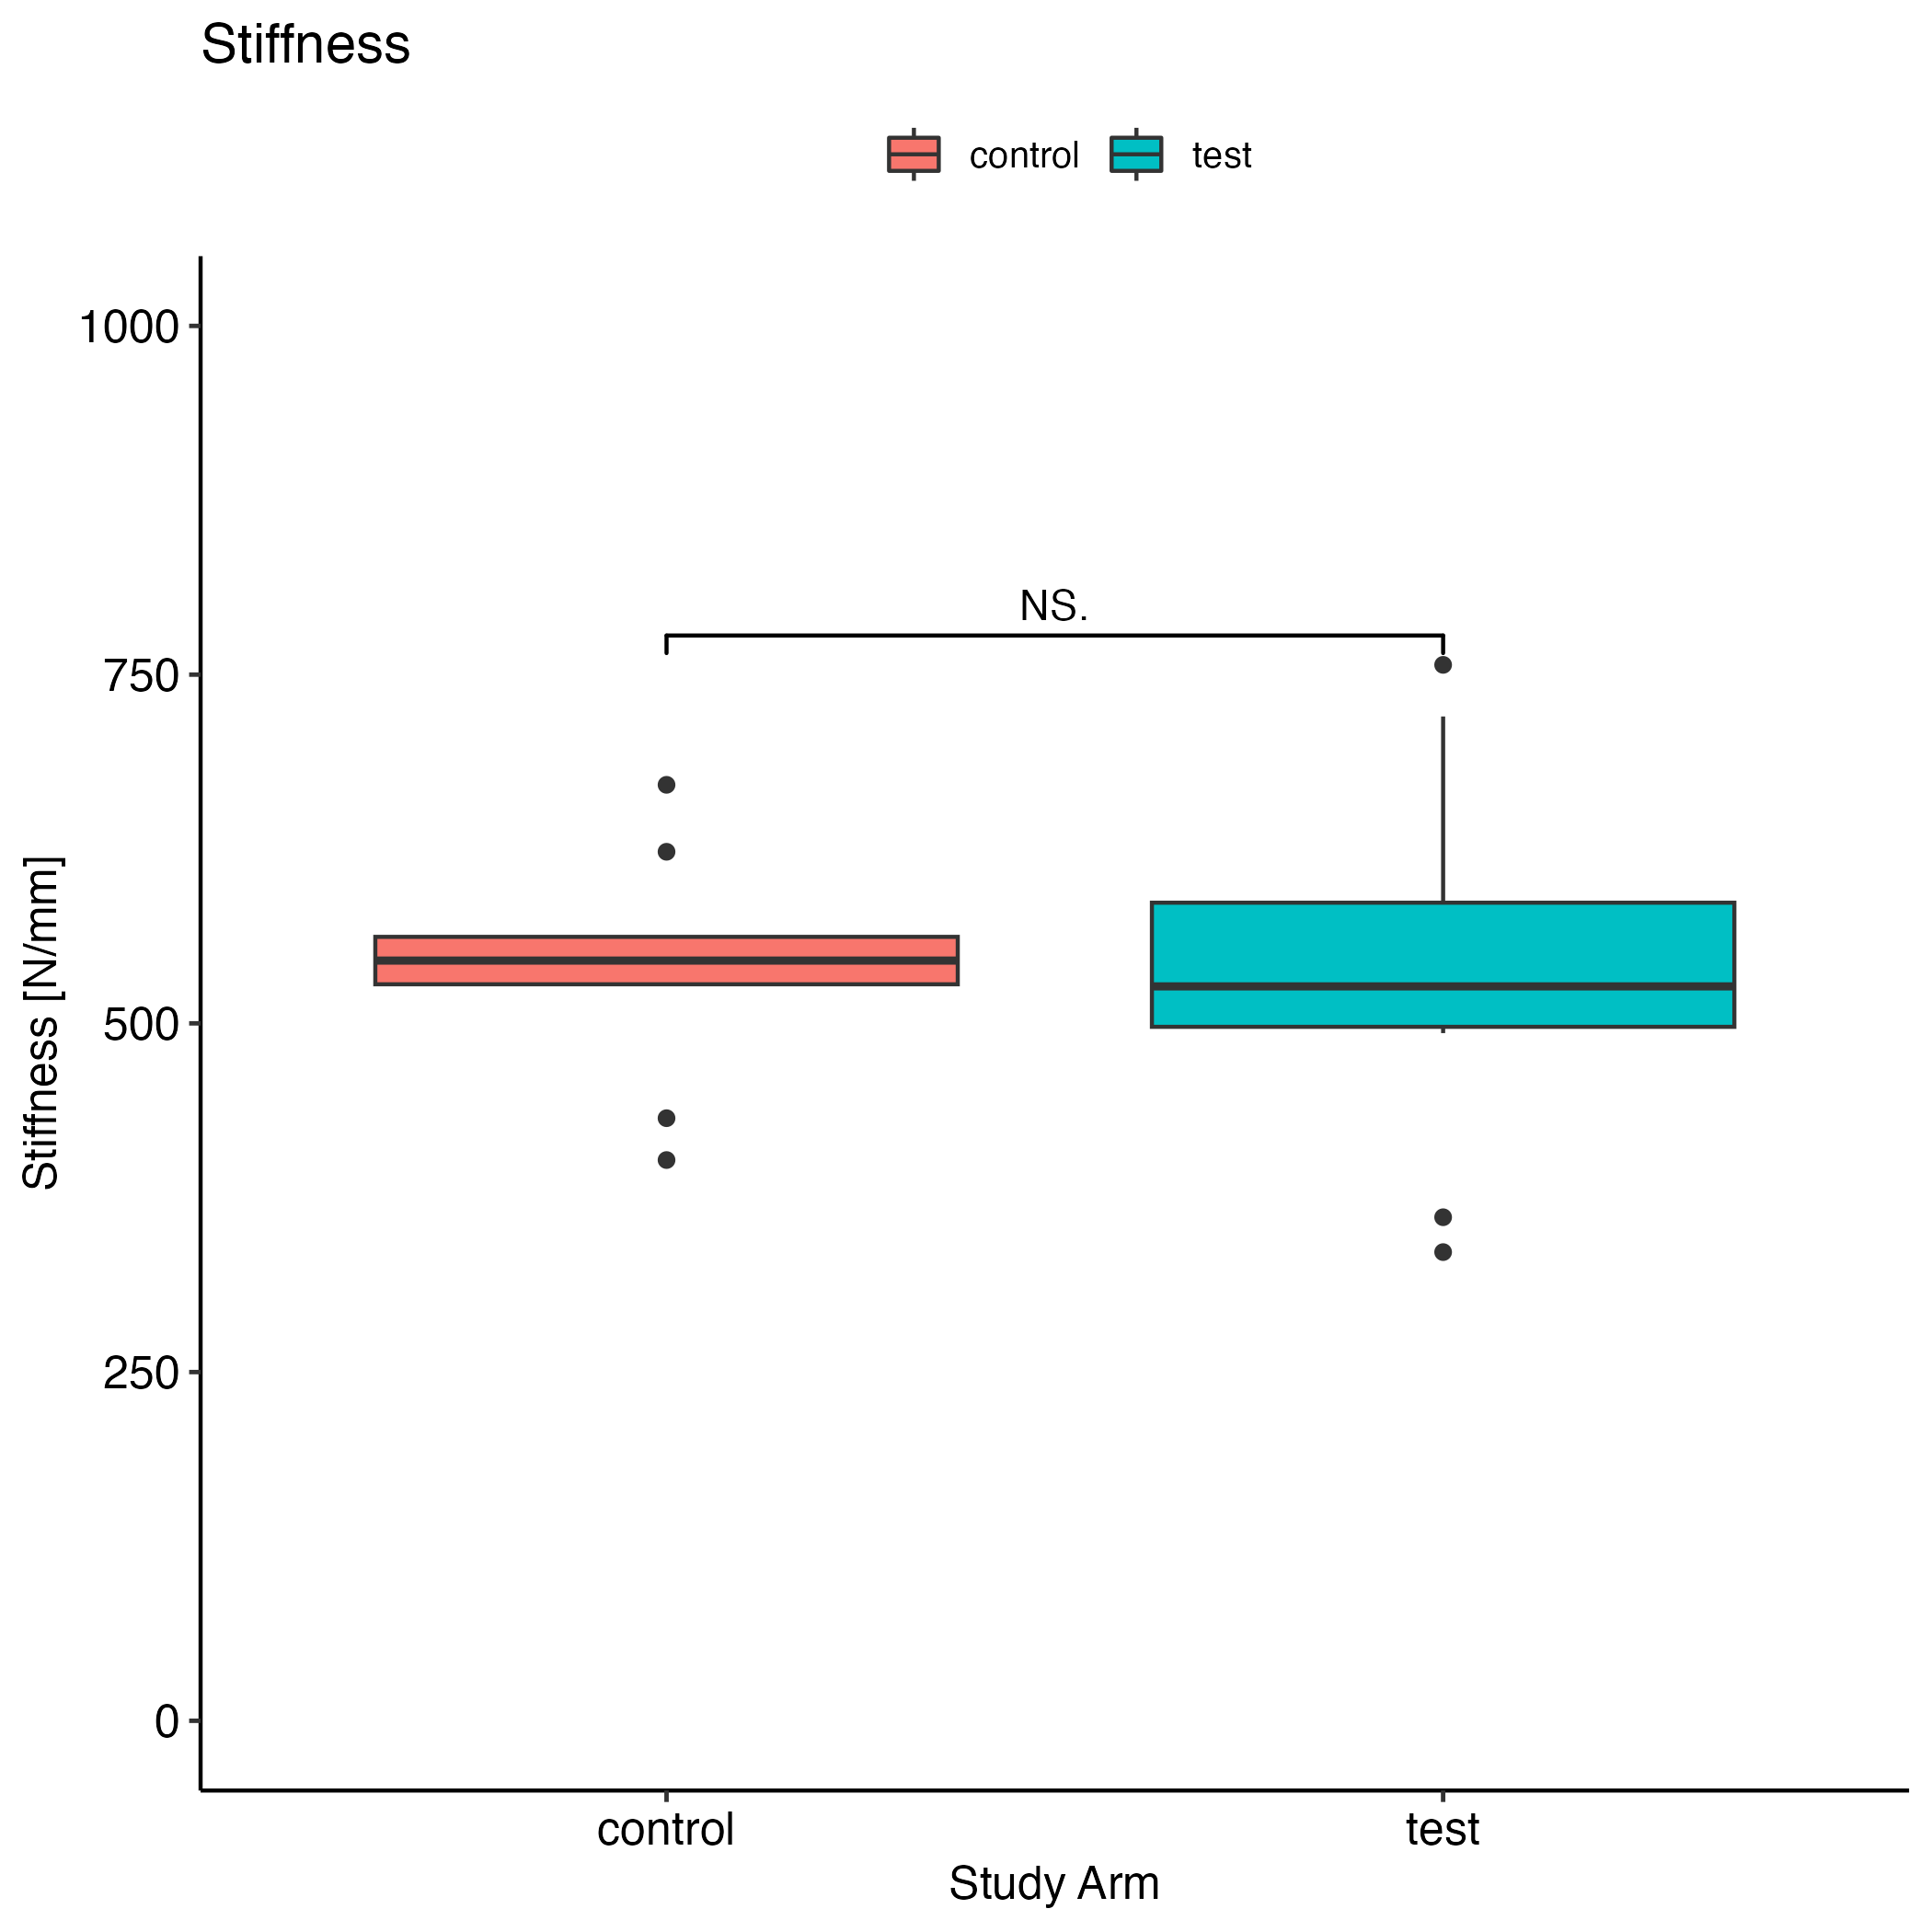 Stiffness
control test
1000
NS.
750
500
250
0
Stiffness [N/mm]
control test
Study Arm